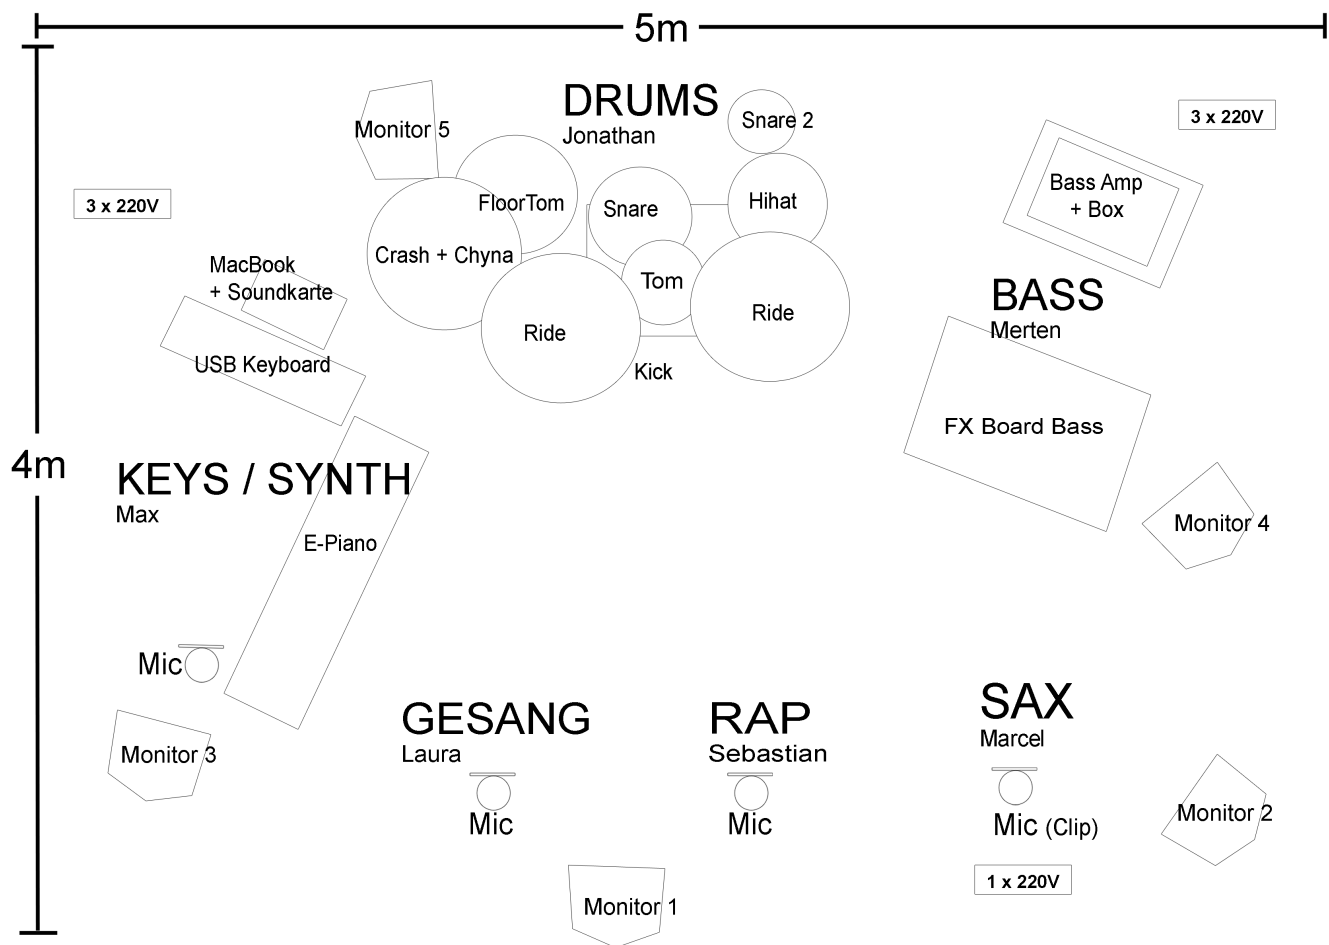 5m
DRUMS
Jonathan
Monitor 5
Snare 2
3 x 220V
Bass Amp
+ Box
3 x 220V
FloorTom
Snare
Hihat
Crash + Chyna
MacBook
+ Soundkarte
Tom
Ride
Ride
BASS
Merten
USB Keyboard
Kick
FX Board Bass
4m
KEYS / SYNTH
Max
E-Piano
Monitor 4
Mic
Monitor 3
GESANG
Laura
Mic
RAP
Sebastian
Mic
SAX
Marcel
Mic (Clip)
Monitor 2
1 x 220V
Monitor 1